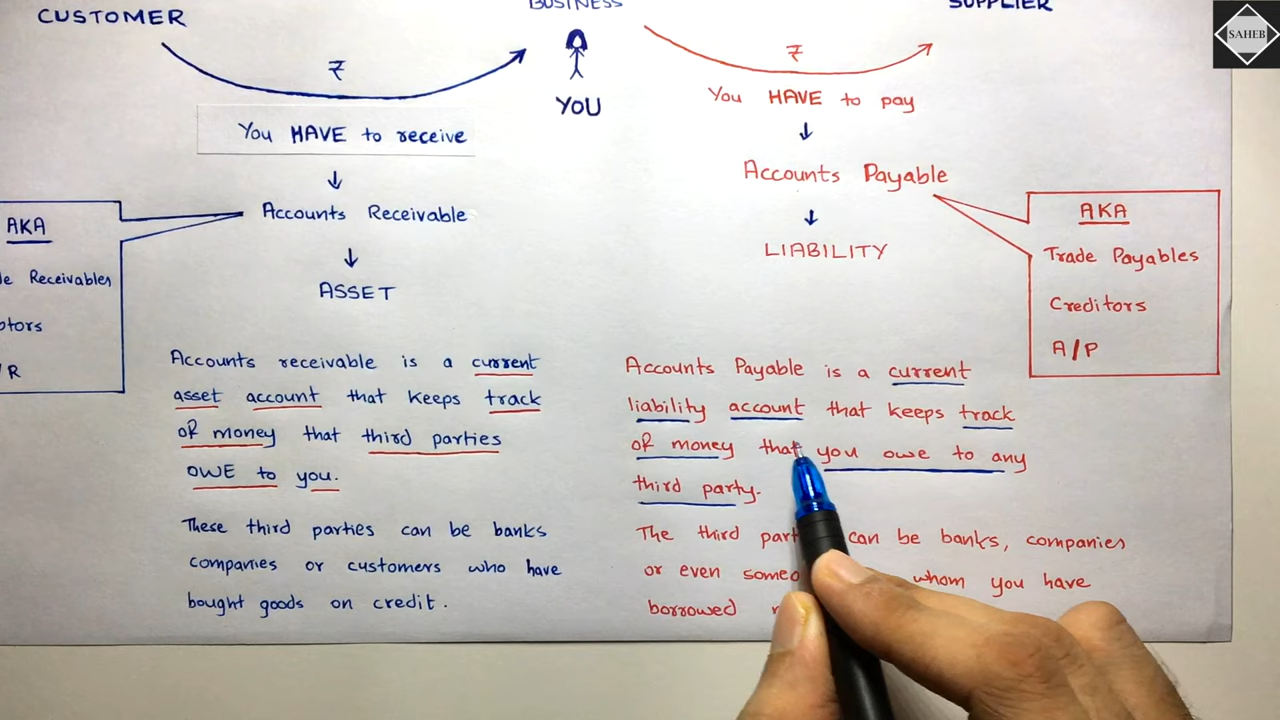 CUSTOMER
BUSINESS
SUPPLIER
SAHEB
₹
YOU
You HAVE to receive
Accounts Receivable
ASSET
AKA
Receivables
₹
You HAVE to pay
Accounts Payable
LIABILITY
AKA
Trade Payables
Creditors
A/P
Accounts receivable is a current
asset account that keeps track
of money that third parties
OWE to you.
These third parties can be banks
companies or customers who have
bought goods on credit.
Accounts Payable is a current
liability account that keeps track
of money that you owe to any
third party.
The third can be banks, companies
or even whom you have
borrowed